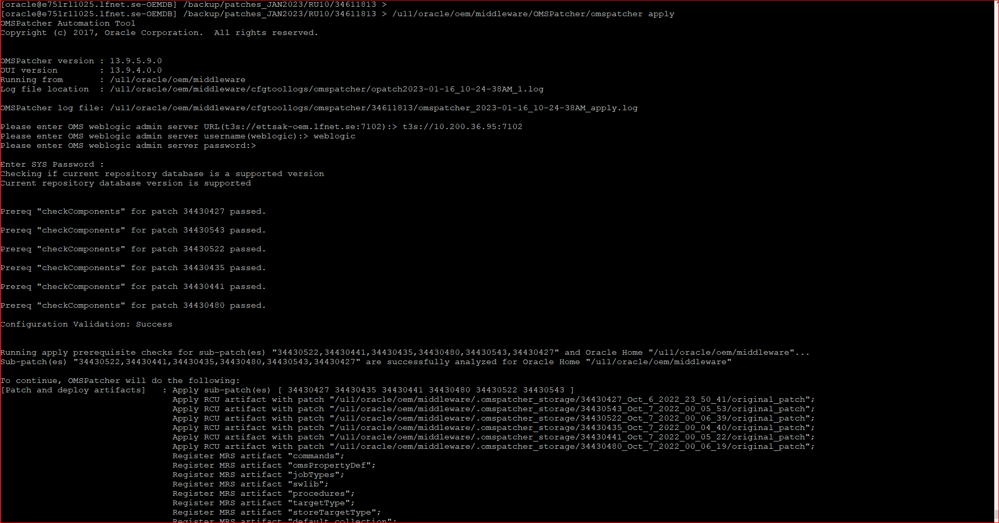 [oracle@e75lrl1025.lfnet.se-OEMDB] /backup/patches_JAN2023/RU10/34611813 >
[oracle@e75lrl1025.lfnet.se-OEMDB] /backup/patches_JAN2023/RU10/34611813 > /u11/oracle/oem/middleware/OMSPatcher/omspatcher apply
OMSPatcher Automation Tool
Copyright (c) 2017, Oracle Corporation.  All rights reserved.
OMSPatcher version : 13.9.5.9.0
OUI version        : 13.9.4.0.0
Running from       : /u11/oracle/oem/middleware
Log file location  : /u11/oracle/oem/middleware/cfgtoollogs/omspatcher/opatch2023-01-16_10-24-38AM_1.log
OMSPatcher log file: /u11/oracle/oem/middleware/cfgtoollogs/omspatcher/34611813/omspatcher_2023-01-16_10-24-38AM_apply.log
Please enter OMS weblogic admin server URL(t3s://ettsak-oem.lfnet.se:7102):> t3s://10.200.36.95:7102
Please enter OMS weblogic admin server username(weblogic):> weblogic
Please enter OMS weblogic admin server password:>
Enter SYS Password :
Checking if current repository database is a supported version
Current repository database version is supported
Prereq "checkComponents" for patch 34430427 passed.
Prereq "checkComponents" for patch 34430543 passed.
Prereq "checkComponents" for patch 34430522 passed.
Prereq "checkComponents" for patch 34430435 passed.
Prereq "checkComponents" for patch 34430441 passed.
Prereq "checkComponents" for patch 34430480 passed.
Configuration Validation: Success
Running apply prerequisite checks for sub-patch(es) "34430522,34430441,34430435,34430480,34430543,34430427" and Oracle Home "/u11/oracle/oem/middleware"...
Sub-patch(es) "34430522,34430441,34430435,34430480,34430543,34430427" are successfully analyzed for Oracle Home "/u11/oracle/oem/middleware"
To continue, OMSPatcher will do the following:
[Patch and deploy artifacts]   : Apply sub-patch(es) [ 34430427 34430435 34430441 34430480 34430522 34430543 ]
Apply RCU artifact with patch "/u11/oracle/oem/middleware/.omspatcher_storage/34430427_Oct_6_2022_23_50_41/original_patch";
Apply RCU artifact with patch "/u11/oracle/oem/middleware/.omspatcher_storage/34430543_Oct_7_2022_00_05_53/original_patch";
Apply RCU artifact with patch "/u11/oracle/oem/middleware/.omspatcher_storage/34430522_Oct_7_2022_00_06_39/original_patch";
Apply RCU artifact with patch "/u11/oracle/oem/middleware/.omspatcher_storage/34430435_Oct_7_2022_00_04_40/original_patch";
Apply RCU artifact with patch "/u11/oracle/oem/middleware/.omspatcher_storage/34430441_Oct_7_2022_00_05_22/original_patch";
Apply RCU artifact with patch "/u11/oracle/oem/middleware/.omspatcher_storage/34430480_Oct_7_2022_00_06_19/original_patch";
Register MRS artifact "commands";
Register MRS artifact "omsPropertyDef";
Register MRS artifact "jobTypes";
Register MRS artifact "swlib";
Register MRS artifact "procedures";
Register MRS artifact "targetType";
Register MRS artifact "storeTargetType";
Register MRS artifact "default_collection";